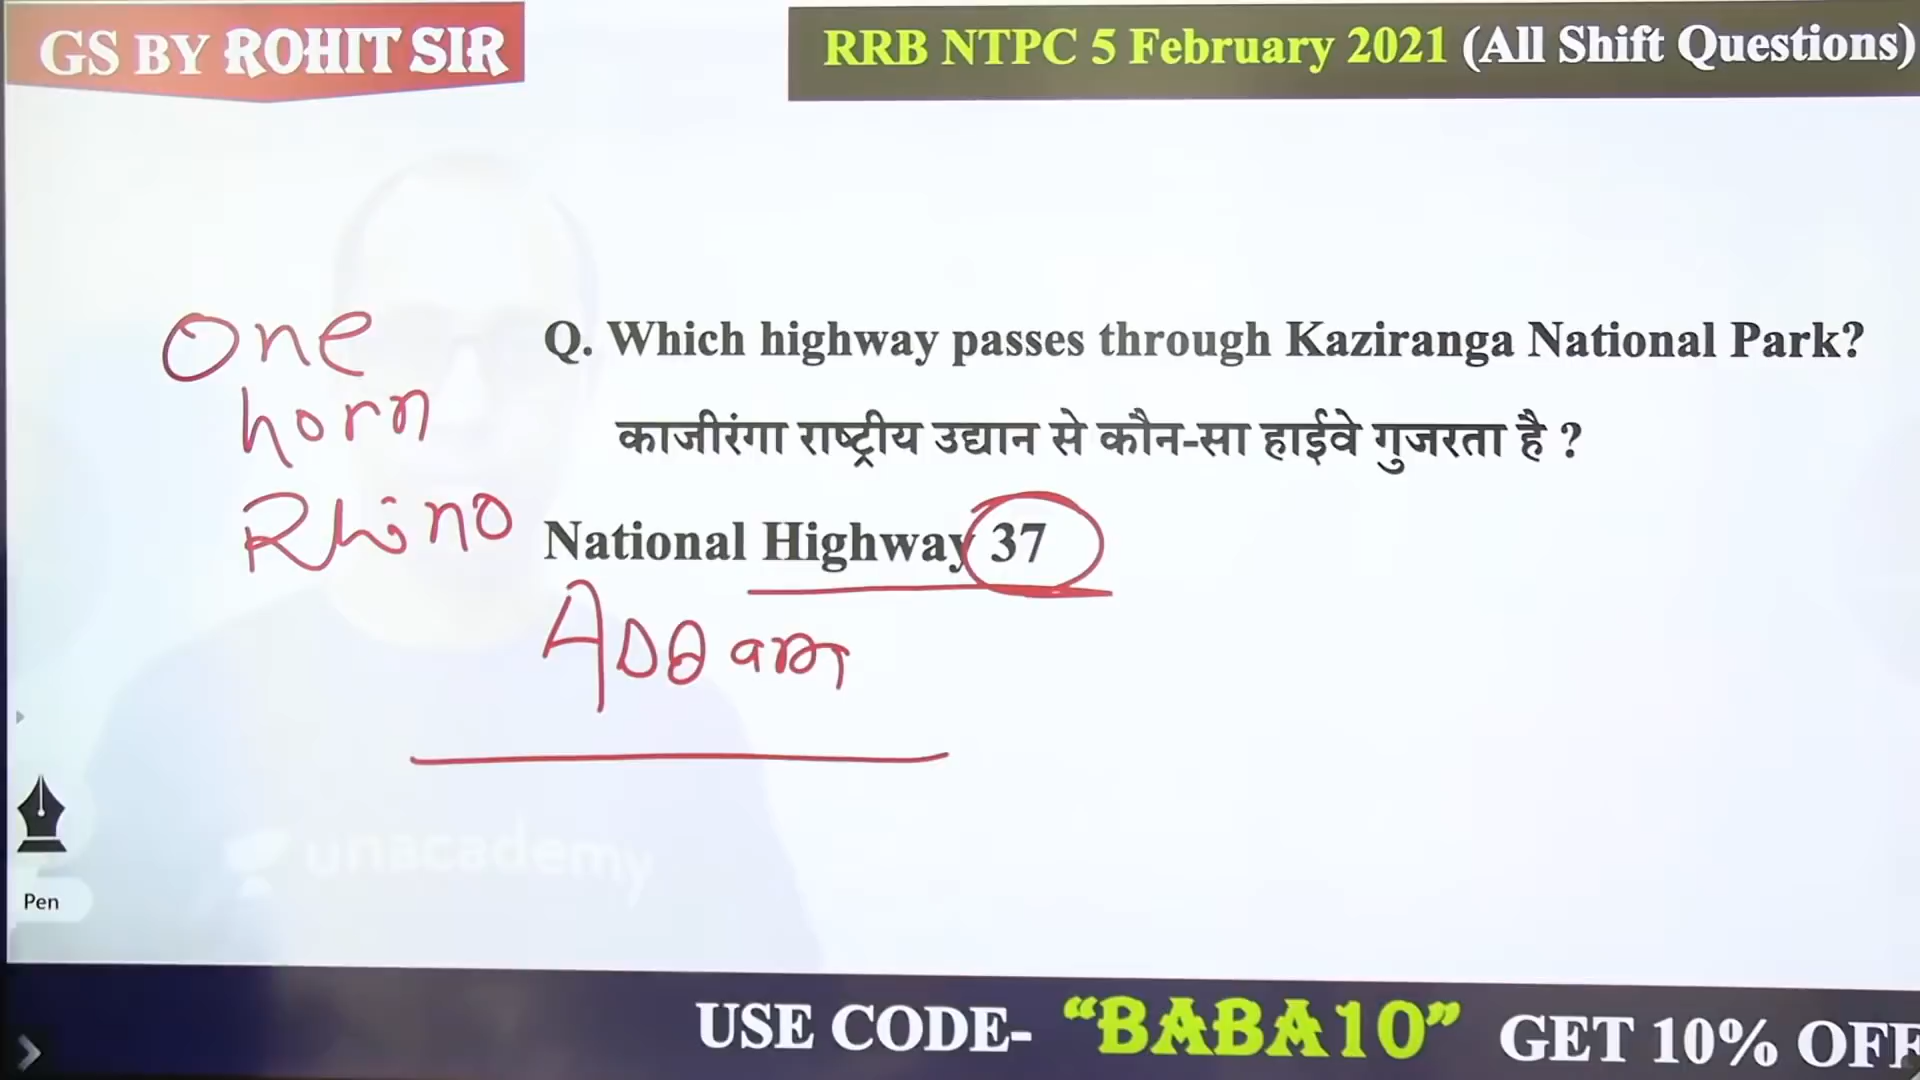 GS BY ROHIT SIR
RRB NTPC 5 February 2021 (All Shift Questions)
One
horn
Rhino
Q. Which highway passes through Kaziranga National Park?
काजीरंगा राष्ट्रीय उद्यान से कौन-सा हाईवे गुजरता है ?
National Highway 37
Assam
unacademy
Pen
USE CODE- “BABA10” GET 10% OFF